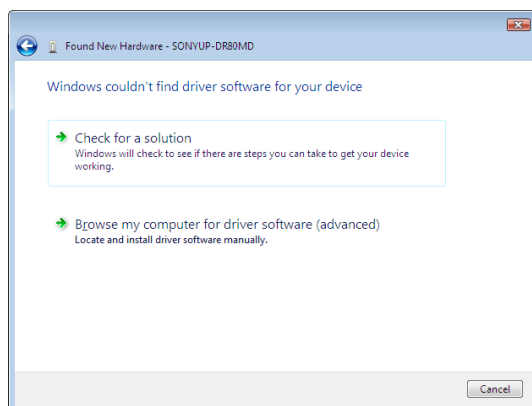 Found New Hardware - SONYUP-DR80MD
Windows couldn't find driver software for your device
Check for a solution
Windows will check to see if there are steps you can take to get your device
working.
Browse my computer for driver software (advanced)
Locate and install driver software manually.
Cancel